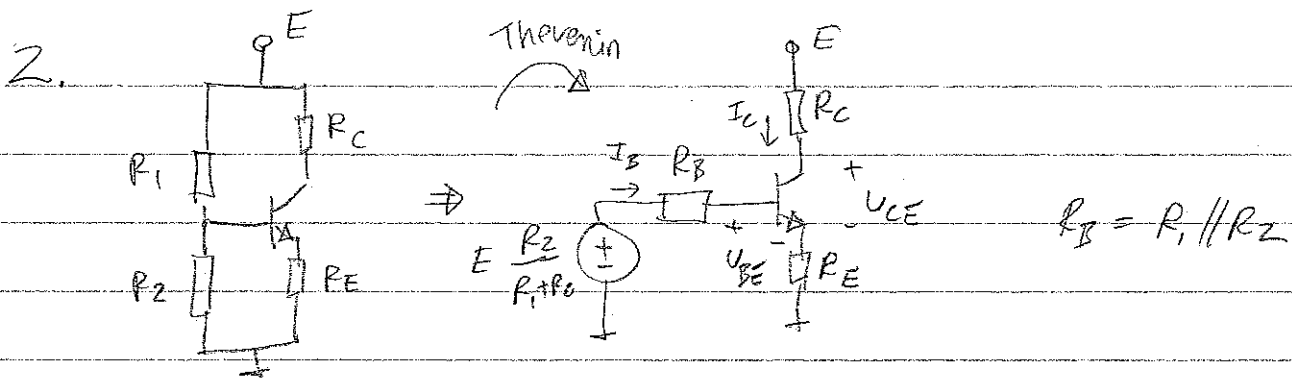 2.
E
Thevenin
E
R1
RC
R2
RE
⇒
IC ↓
RC
IB →
RB
+
UCE
-
+
UBE
-
RE
E R2/(R1+R2)
+
-
RB = R1//R2